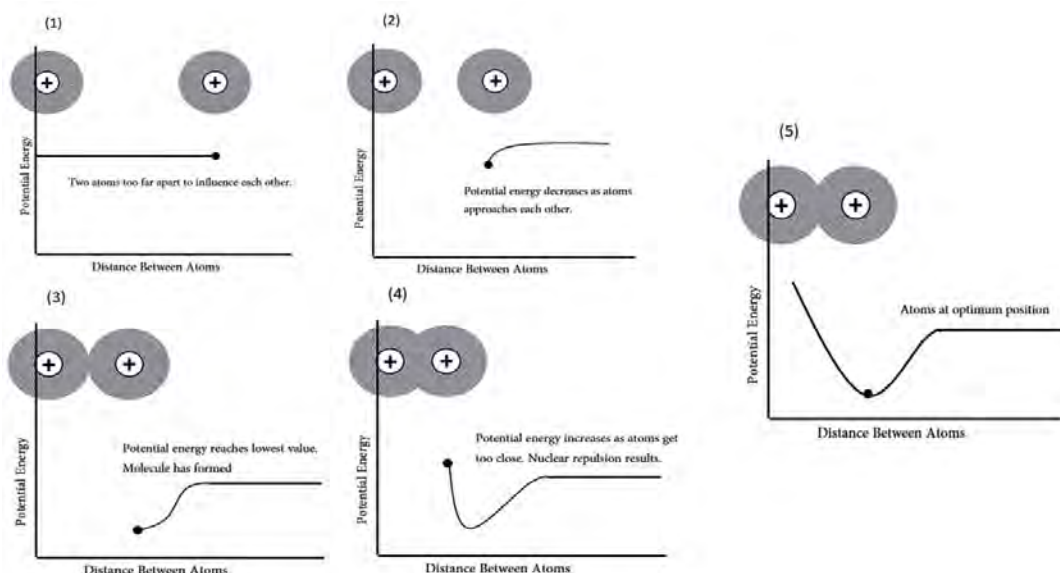 (1)
+
+
Potential Energy
Two atoms too far apart to influence each other.
Distance Between Atoms
(2)
+
+
Potential Energy
Potential energy decreases as atoms
approaches each other.
Distance Between Atoms
(3)
+
+
Potential Energy
Potential energy reaches lowest value.
Molecule has formed
Distance Between Atoms
(4)
+
+
Potential Energy
Potential energy increases as atoms get
too close. Nuclear repulsion results.
Distance Between Atoms
(5)
+
+
Potential Energy
Atoms at optimum position
Distance Between Atoms